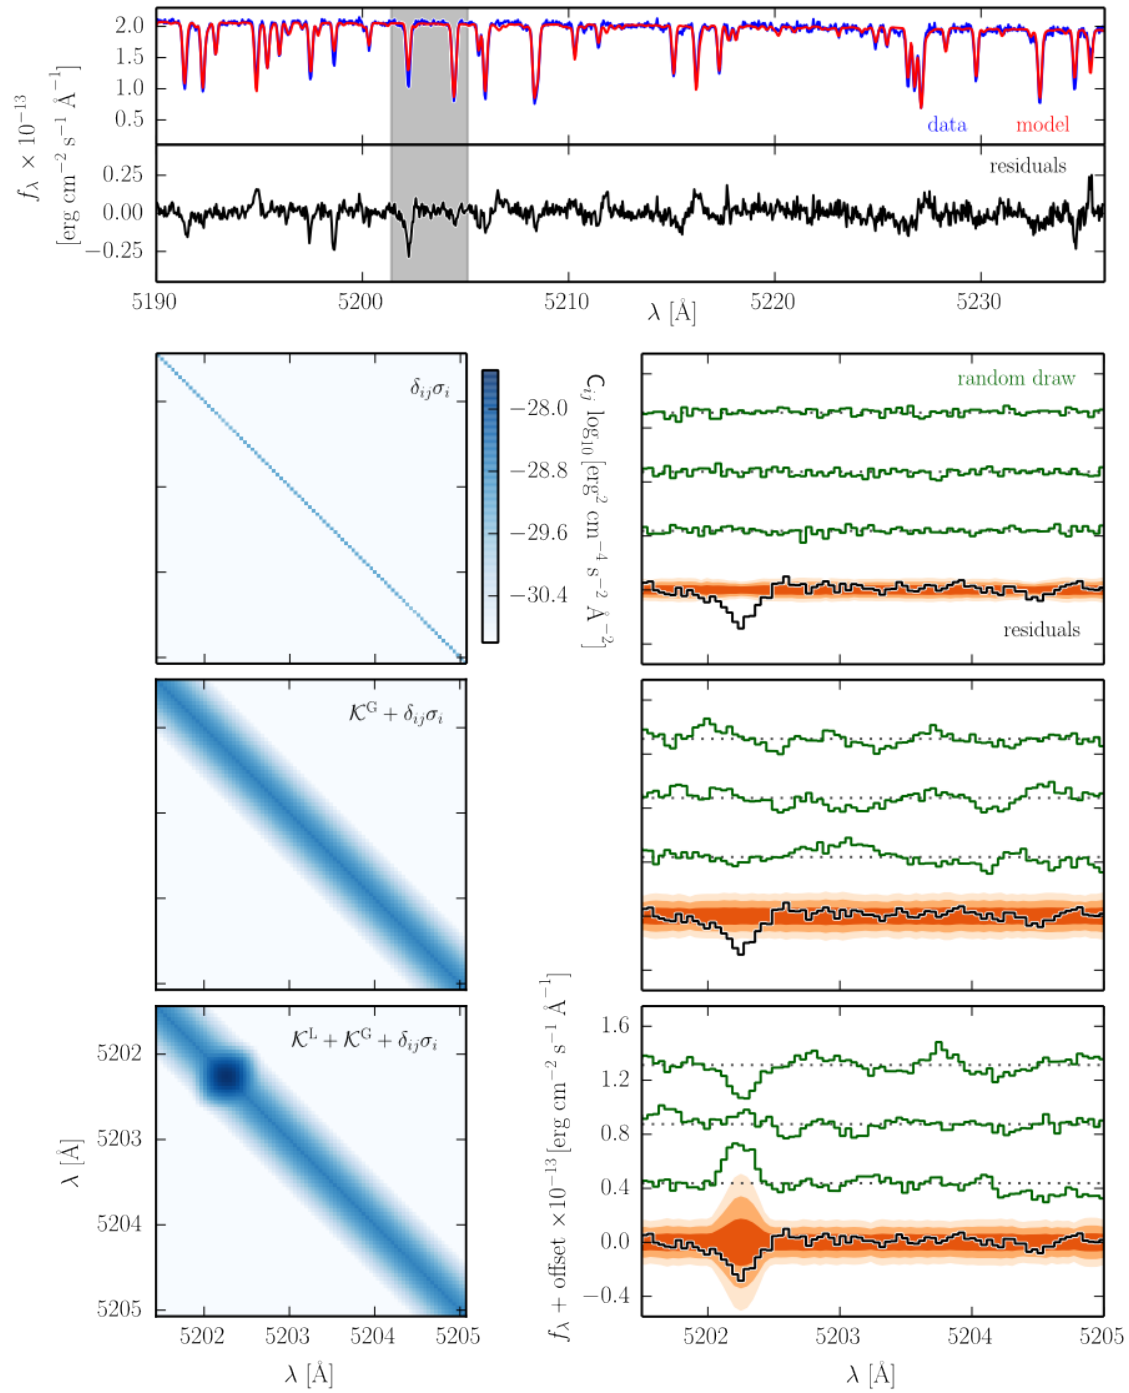 2.0
1.5
1.0
0.5
data model
residuals
0.25
0.00
−0.25
f_λ × 10^−13
[erg cm^−2 s^−1 Å^−1]
5190 5200 5210 5220 5230
λ [Å]
δ_ij σ_i
−28.0
−28.8
−29.6
−30.4
C_ij log_10 [erg^2 cm^−4 s^−2 Å^−2]
random draw
residuals
𝒦^G + δ_ij σ_i
𝒦^L + 𝒦^G + δ_ij σ_i
5202
5203
5204
5205
λ [Å]
5202 5203 5204 5205
λ [Å]
1.6
1.2
0.8
0.4
0.0
−0.4
f_λ + offset ×10^−13 [erg cm^−2 s^−1 Å^−1]
5202 5203 5204 5205
λ [Å]